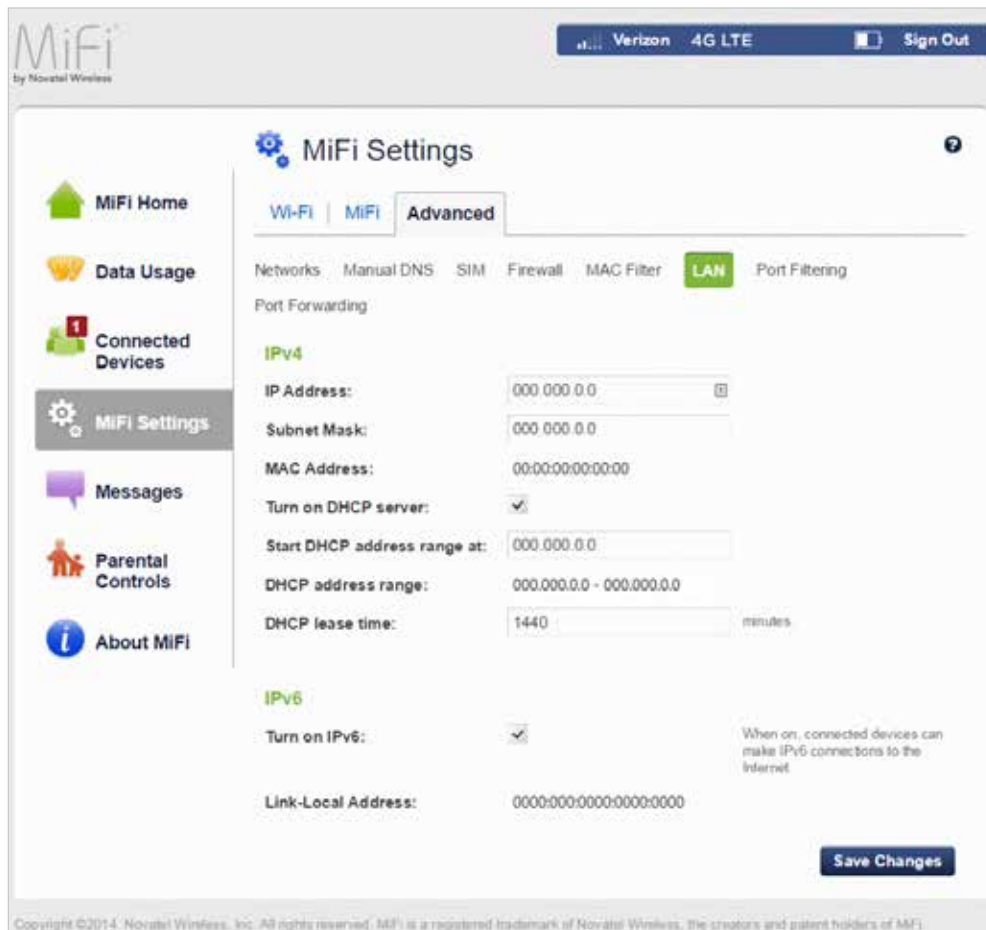 MiFi
by Novatel Wireless
Verizon 4G LTE Sign Out
MiFi Settings
MiFi Home
Data Usage
1
Connected
Devices
MiFi Settings
Messages
Parental
Controls
About MiFi
Wi-Fi MiFi Advanced
Networks Manual DNS SIM Firewall MAC Filter LAN Port Filtering
Port Forwarding
IPv4
IP Address: 000.000.0.0
Subnet Mask: 000.000.0.0
MAC Address: 00:00:00:00:00:00
Turn on DHCP server:
Start DHCP address range at: 000.000.0.0
DHCP address range: 000.000.0.0 - 000.000.0.0
DHCP lease time: 1440 minutes
IPv6
Turn on IPv6:
When on, connected devices can
make IPv6 connections to the
Internet
Link-Local Address: 0000:000:0000:0000:0000
Save Changes
Copyright ©2014. Novatel Wireless, Inc. All rights reserved. MiFi is a registered trademark of Novatel Wireless, the creators and patent holders of MiFi.